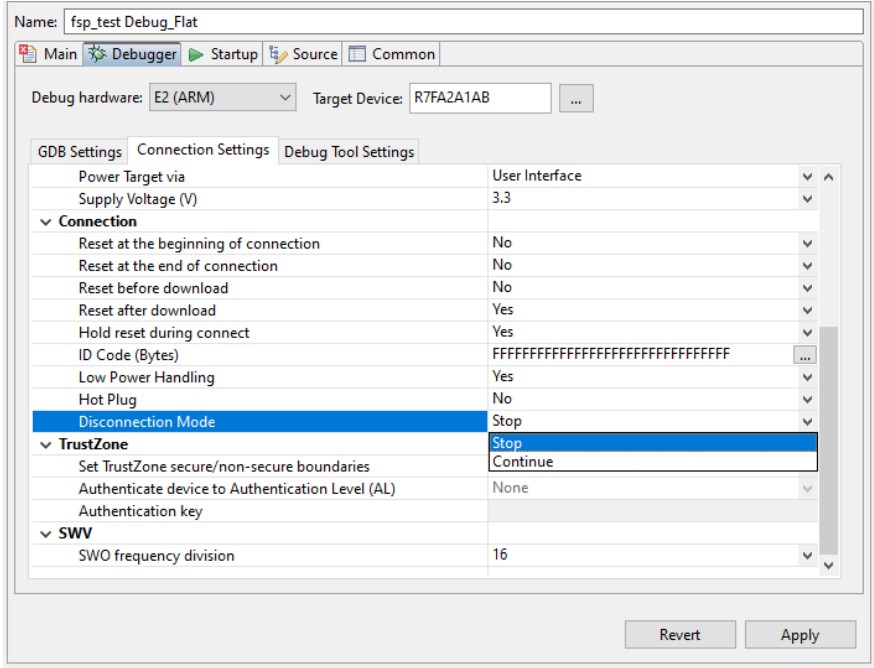 Name: fsp_test Debug_Flat
Main Debugger Startup Source Common
Debug hardware: E2 (ARM) Target Device: R7FA2A1AB ...
GDB Settings Connection Settings Debug Tool Settings
Power Target via User Interface
Supply Voltage (V) 3.3
Connection
Reset at the beginning of connection No
Reset at the end of connection No
Reset before download No
Reset after download Yes
Hold reset during connect Yes
ID Code (Bytes) FFFFFFFFFFFFFFFFFFFFFFFFFFFFFFFF ...
Low Power Handling Yes
Hot Plug No
Disconnection Mode Stop
TrustZone Stop
Set TrustZone secure/non-secure boundaries Continue
Authenticate device to Authentication Level (AL) None
Authentication key
SWV
SWO frequency division 16
Revert Apply